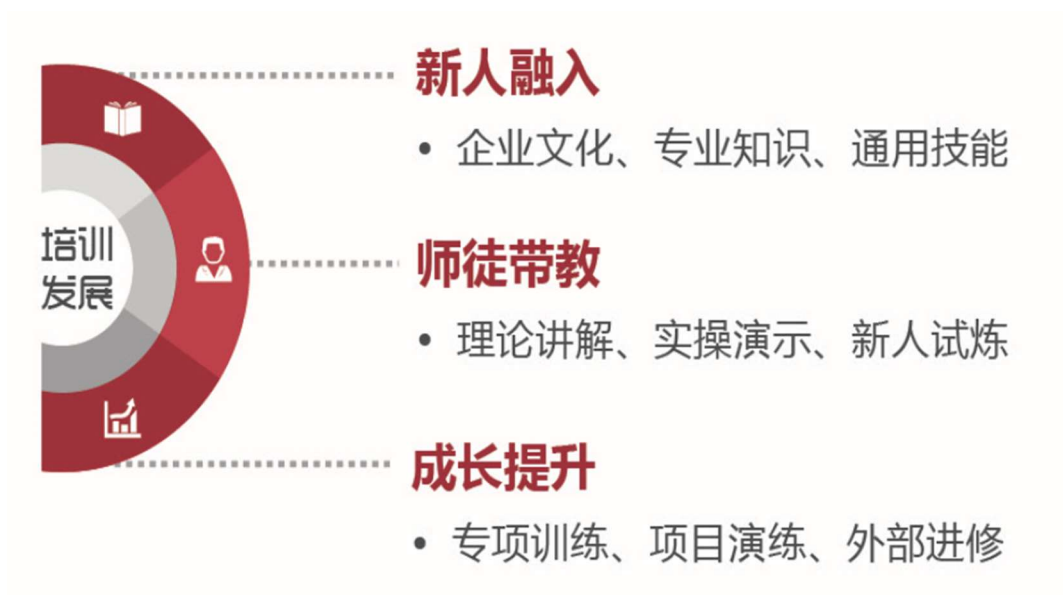 培训
发展
新人融入
• 企业文化、专业知识、通用技能
师徒带教
• 理论讲解、实操演示、新人试炼
成长提升
• 专项训练、项目演练、外部进修